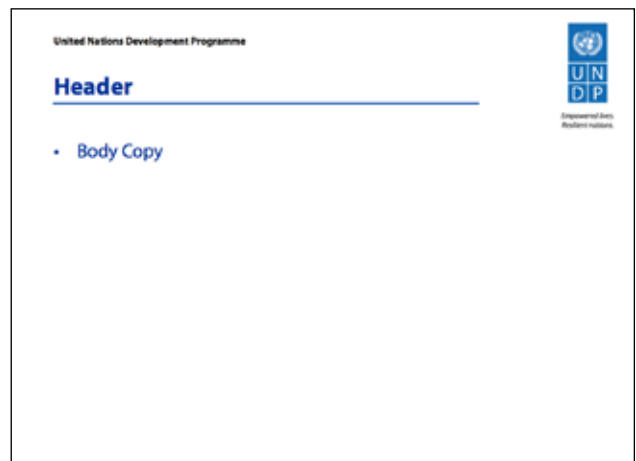 United Nations Development Programme
Header
U N
D P
Empowered lives.
Resilient nations.
• Body Copy